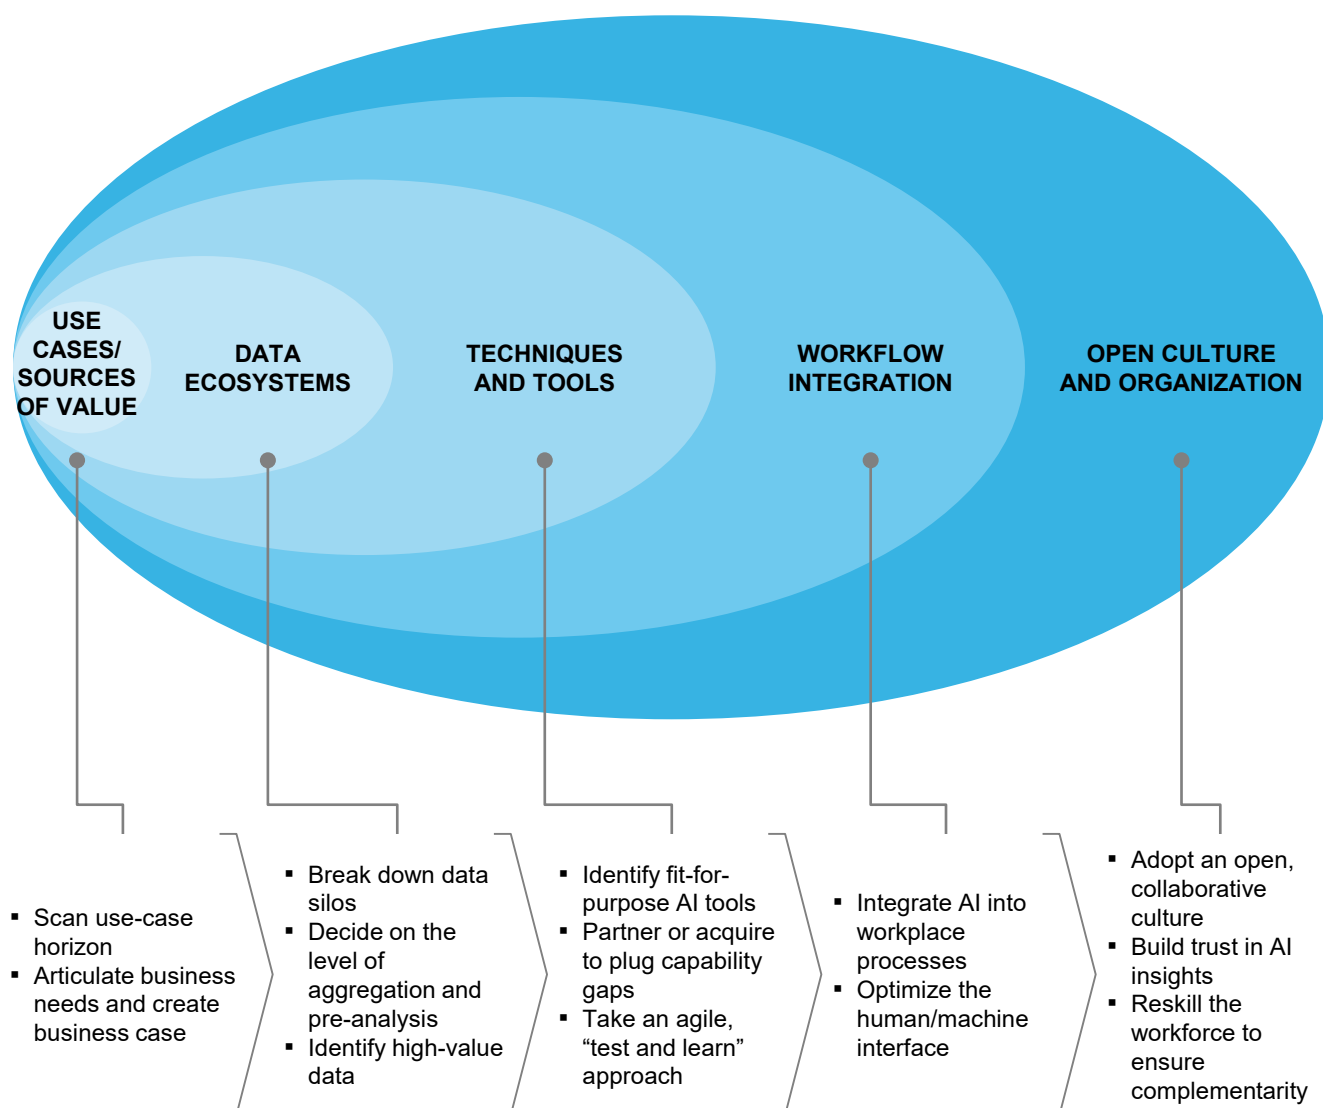 USE
CASES/
SOURCES
OF VALUE
DATA
ECOSYSTEMS
TECHNIQUES
AND TOOLS
WORKFLOW
INTEGRATION
OPEN CULTURE
AND ORGANIZATION
▪ Scan use-case
horizon
▪ Articulate business
needs and create
business case
▪ Break down data
silos
▪ Decide on the
level of
aggregation and
pre-analysis
▪ Identify high-value
data
▪ Identify fit-for-
purpose AI tools
▪ Partner or acquire
to plug capability
gaps
▪ Take an agile,
“test and learn”
approach
▪ Integrate AI into
workplace
processes
▪ Optimize the
human/machine
interface
▪ Adopt an open,
collaborative
culture
▪ Build trust in AI
insights
▪ Reskill the
workforce to
ensure
complementarity